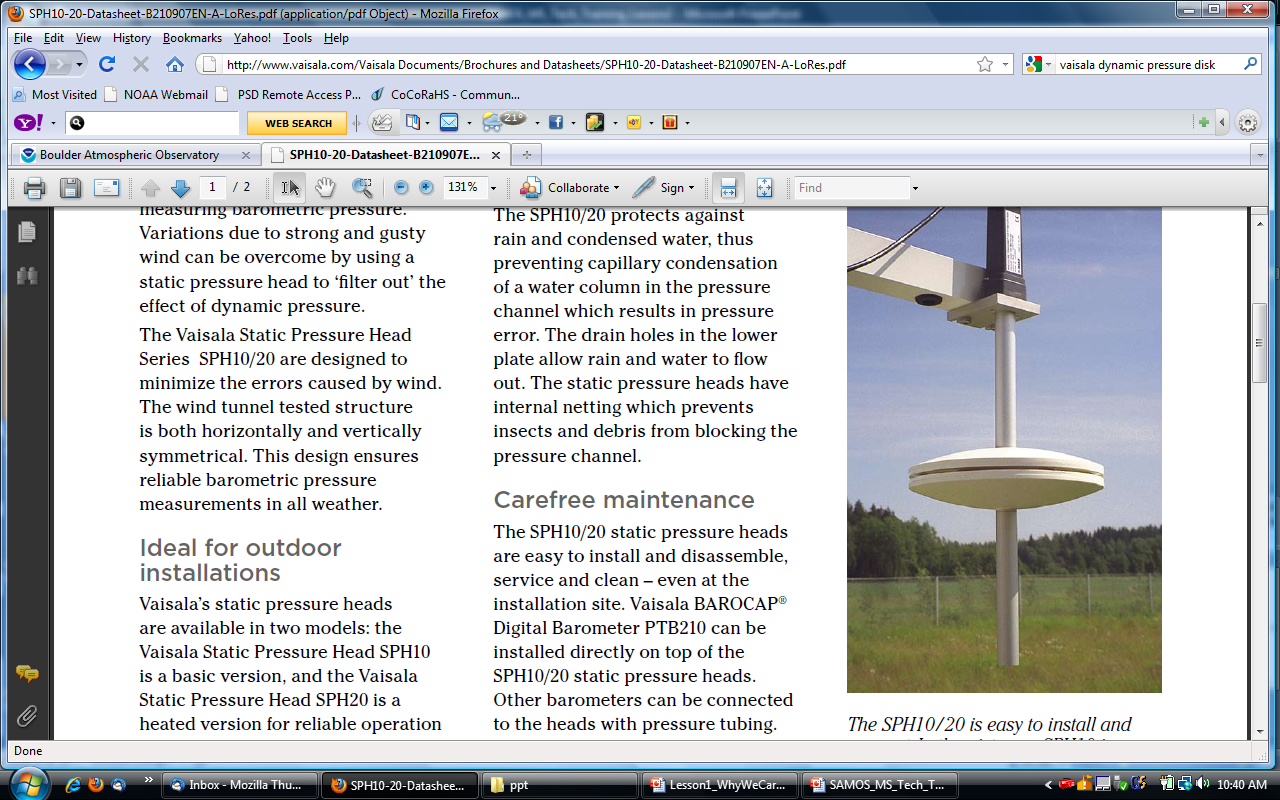 SPH10-20-Datasheet-B210907EN-A-LoRes.pdf (application/pdf Object) - Mozilla Firefox
File Edit View History Bookmarks Yahoo! Tools Help
http://www.vaisala.com/Vaisala Documents/Brochures and Datasheets/SPH10-20-Datasheet-B210907EN-A-LoRes.pdf
vaisala dynamic pressure disk
Most Visited NOAA Webmail PSD Remote Access P... CoCoRaHS - Commun...
Y! WEB SEARCH 21°
Boulder Atmospheric Observatory
SPH10-20-Datasheet-B210907E...
1 / 2 131% Collaborate Sign Find
measuring barometric pressure.
Variations due to strong and gusty
wind can be overcome by using a
static pressure head to ‘filter out’ the
effect of dynamic pressure.
The Vaisala Static Pressure Head
Series SPH10/20 are designed to
minimize the errors caused by wind.
The wind tunnel tested structure
is both horizontally and vertically
symmetrical. This design ensures
reliable barometric pressure
measurements in all weather.
Ideal for outdoor
installations
Vaisala’s static pressure heads
are available in two models: the
Vaisala Static Pressure Head SPH10
is a basic version, and the Vaisala
Static Pressure Head SPH20 is a
heated version for reliable operation
The SPH10/20 protects against
rain and condensed water, thus
preventing capillary condensation
of a water column in the pressure
channel which results in pressure
error. The drain holes in the lower
plate allow rain and water to flow
out. The static pressure heads have
internal netting which prevents
insects and debris from blocking the
pressure channel.
Carefree maintenance
The SPH10/20 static pressure heads
are easy to install and disassemble,
service and clean – even at the
installation site. Vaisala BAROCAP®
Digital Barometer PTB210 can be
installed directly on top of the
SPH10/20 static pressure heads.
Other barometers can be connected
to the heads with pressure tubing.
The SPH10/20 is easy to install and
Done
Inbox - Mozilla Thu...
SPH10-20-Datashee...
ppt
Lesson1_WhyWeCar...
SAMOS_MS_Tech_T...
10:40 AM